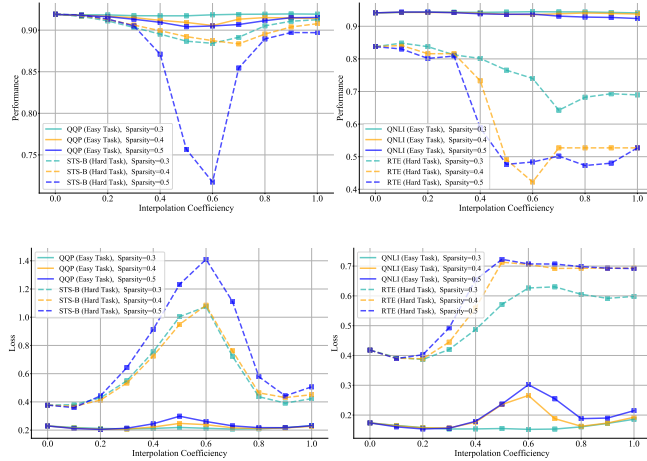 0.90
0.85
0.80
0.75
Performance
QQP (Easy Task), Sparsity=0.3
QQP (Easy Task), Sparsity=0.4
QQP (Easy Task), Sparsity=0.5
STS-B (Hard Task), Sparsity=0.3
STS-B (Hard Task), Sparsity=0.4
STS-B (Hard Task), Sparsity=0.5
0.0 0.2 0.4 0.6 0.8 1.0
Interpolation Coefficiency
0.9
0.8
0.7
0.6
0.5
0.4
Performance
QNLI (Easy Task), Sparsity=0.3
QNLI (Easy Task), Sparsity=0.4
QNLI (Easy Task), Sparsity=0.5
RTE (Hard Task), Sparsity=0.3
RTE (Hard Task), Sparsity=0.4
RTE (Hard Task), Sparsity=0.5
0.0 0.2 0.4 0.6 0.8 1.0
Interpolation Coefficiency
1.4
1.2
1.0
0.8
0.6
0.4
0.2
Loss
QQP (Easy Task), Sparsity=0.3
QQP (Easy Task), Sparsity=0.4
QQP (Easy Task), Sparsity=0.5
STS-B (Hard Task), Sparsity=0.3
STS-B (Hard Task), Sparsity=0.4
STS-B (Hard Task), Sparsity=0.5
0.0 0.2 0.4 0.6 0.8 1.0
Interpolation Coefficiency
0.7
0.6
0.5
0.4
0.3
0.2
Loss
QNLI (Easy Task), Sparsity=0.3
QNLI (Easy Task), Sparsity=0.4
QNLI (Easy Task), Sparsity=0.5
RTE (Hard Task), Sparsity=0.3
RTE (Hard Task), Sparsity=0.4
RTE (Hard Task), Sparsity=0.5
0.0 0.2 0.4 0.6 0.8 1.0
Interpolation Coefficiency